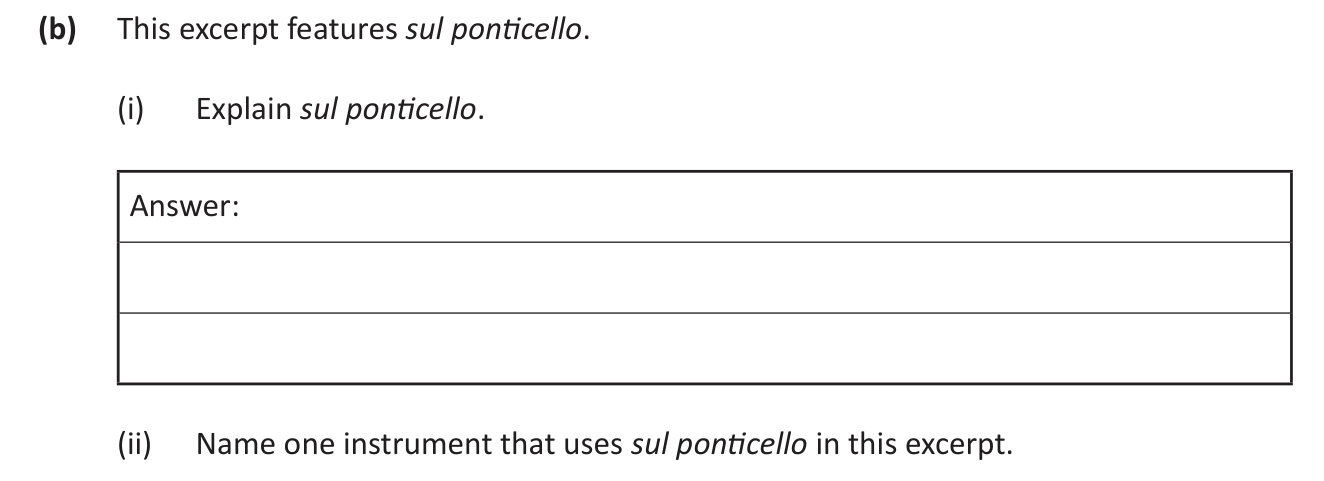 (b) This excerpt features sul ponticello.
(i) Explain sul ponticello.
Answer:
(ii) Name one instrument that uses sul ponticello in this excerpt.